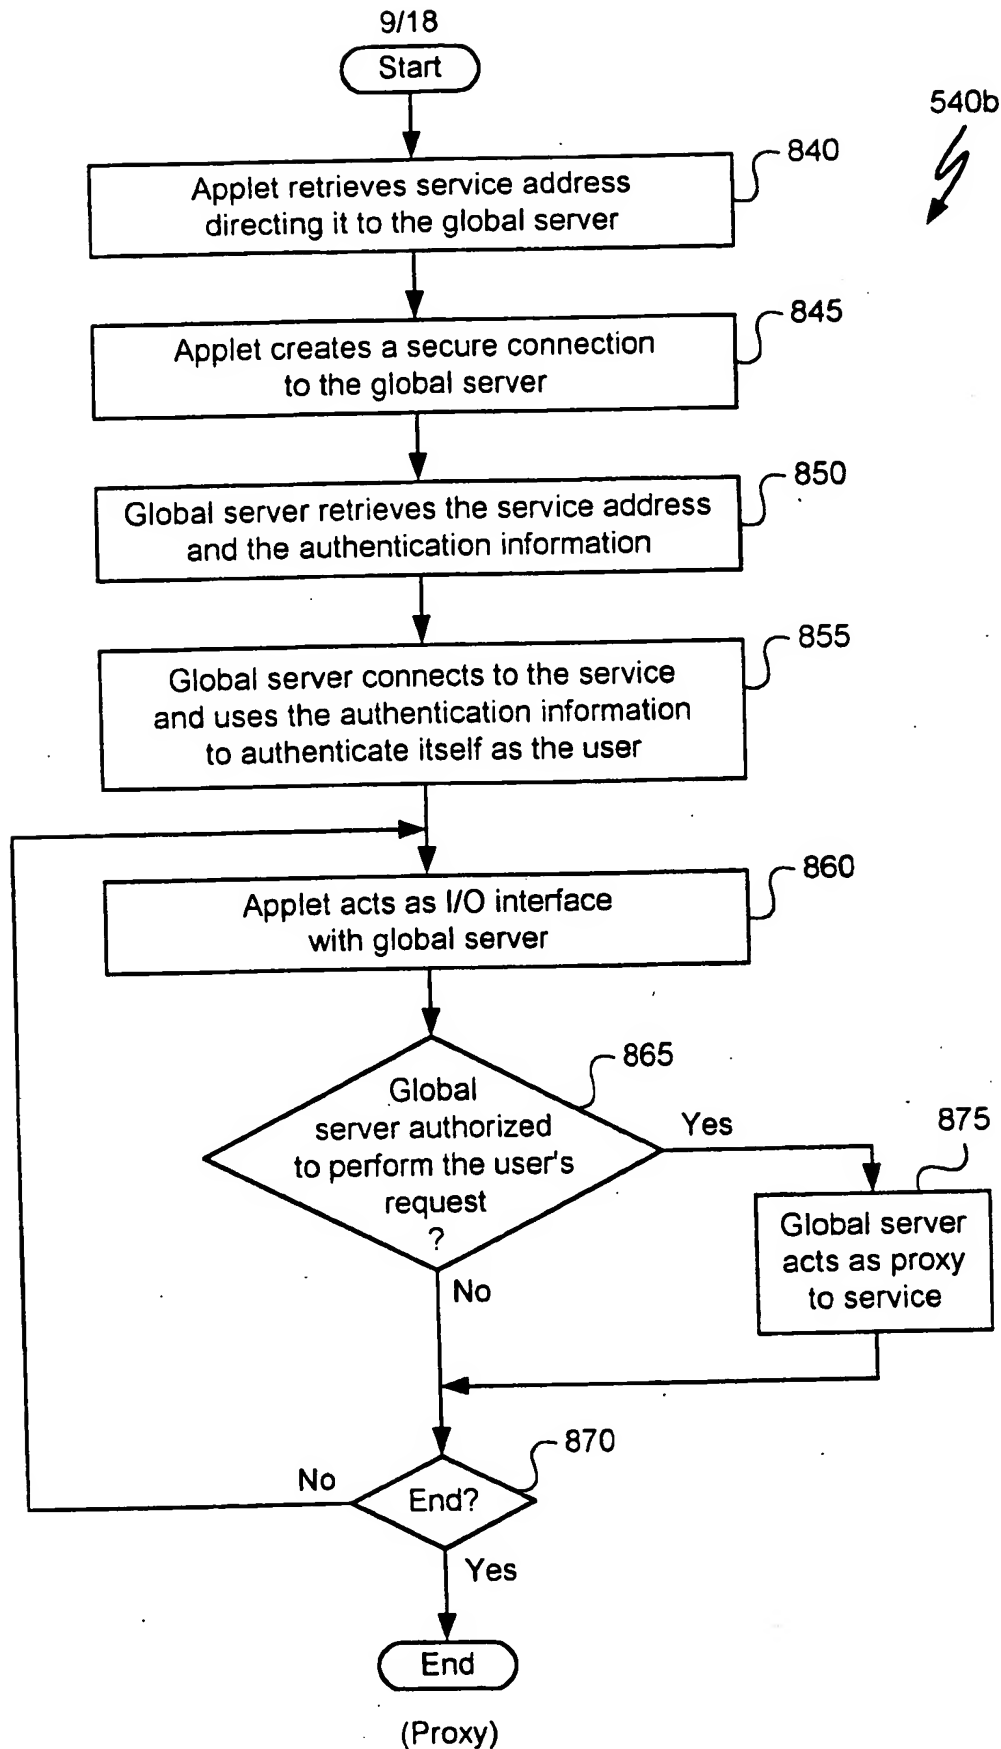 9/18
Start
540b
840
Applet retrieves service address
directing it to the global server
845
Applet creates a secure connection
to the global server
850
Global server retrieves the service address
and the authentication information
855
Global server connects to the service
and uses the authentication information
to authenticate itself as the user
860
Applet acts as I/O interface
with global server
865
Global
server authorized
to perform the user's
request
?
Yes
875
Global server
acts as proxy
to service
No
870
No
End?
Yes
End
(Proxy)